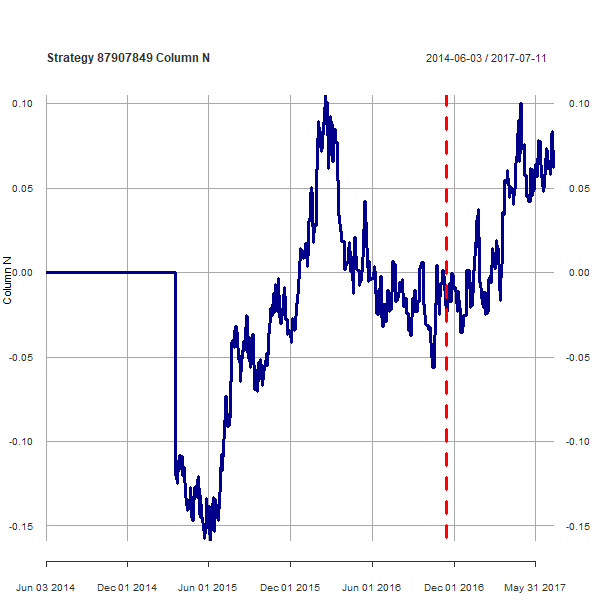 Strategy 87907849 Column N
2014-06-03 / 2017-07-11
Column N
0.10
0.05
0.00
-0.05
-0.10
-0.15
0.10
0.05
0.00
-0.05
-0.10
-0.15
Jun 03 2014
Dec 01 2014
Jun 01 2015
Dec 01 2015
Jun 01 2016
Dec 01 2016
May 31 2017